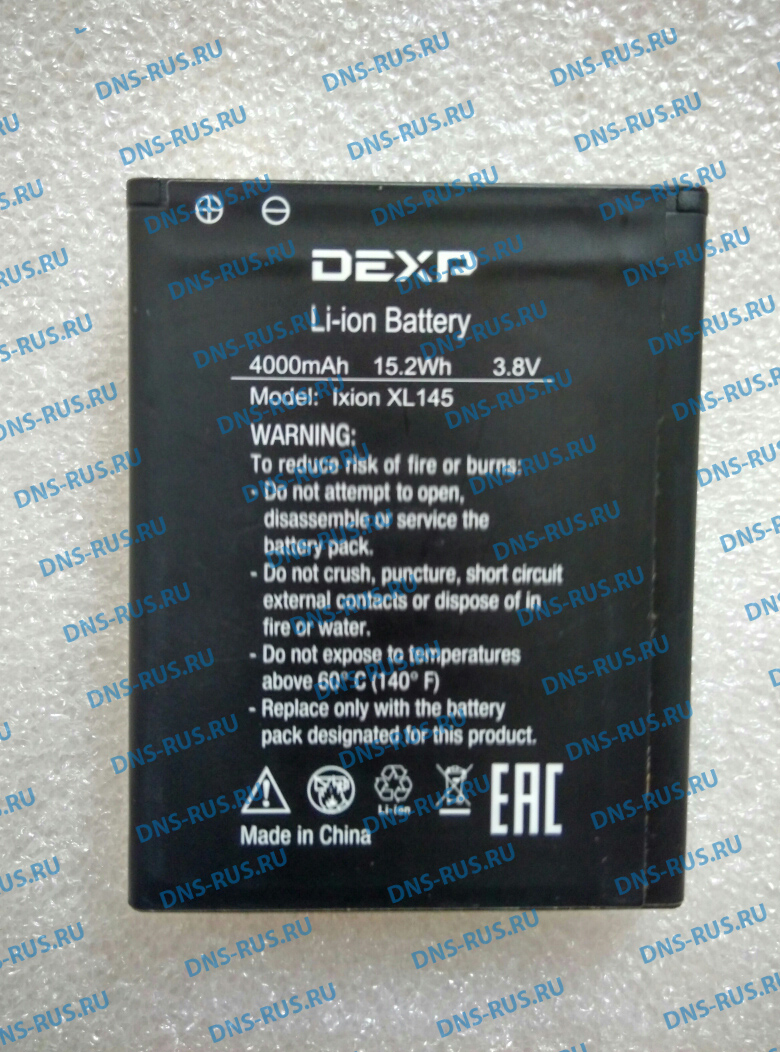 DEXP
Li-ion Battery
4000mAh 15.2Wh 3.8V
Model: Ixion XL145
WARNING:
To reduce risk of fire or burns:
- Do not attempt to open,
disassemble or service the
battery pack.
- Do not crush, puncture, short circuit
external contacts or dispose of in
fire or water.
- Do not expose to temperatures
above 60° C (140° F)
- Replace only with the battery
pack designated for this product.
Li-ion
EAC
Made in China
DNS-RUS.RU